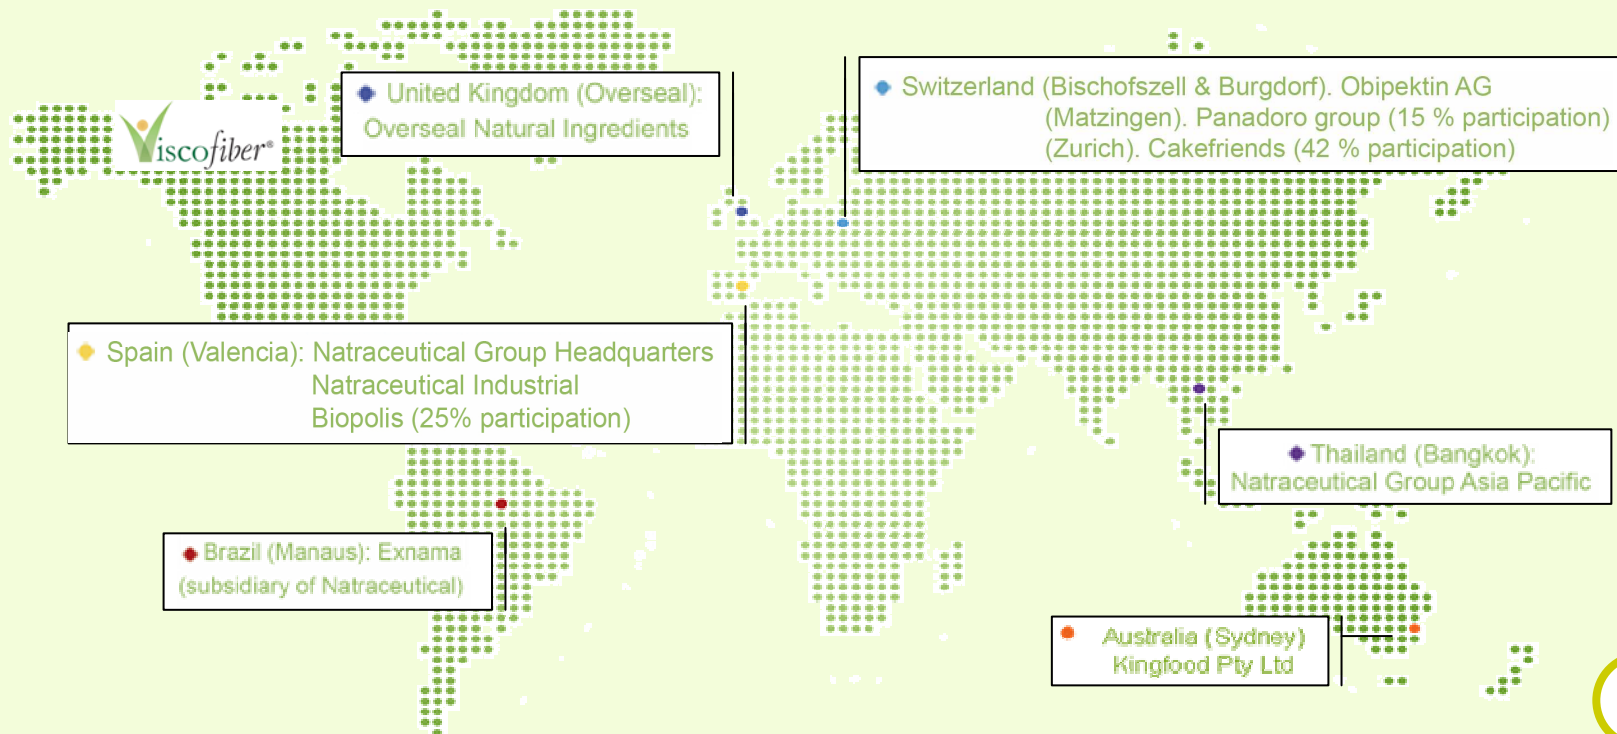 United Kingdom (Overseal):
Overseal Natural Ingredients
Switzerland (Bischofszell & Burgdorf). Obipektin AG
(Matzingen). Panadoro group (15 % participation)
(Zurich). Cakefriends (42 % participation)
Viscofiber®
Spain (Valencia): Natraceutical Group Headquarters
Natraceutical Industrial
Biopolis (25% participation)
Thailand (Bangkok):
Natraceutical Group Asia Pacific
Brazil (Manaus): Exnama
(subsidiary of Natraceutical)
Australia (Sydney)
Kingfood Pty Ltd